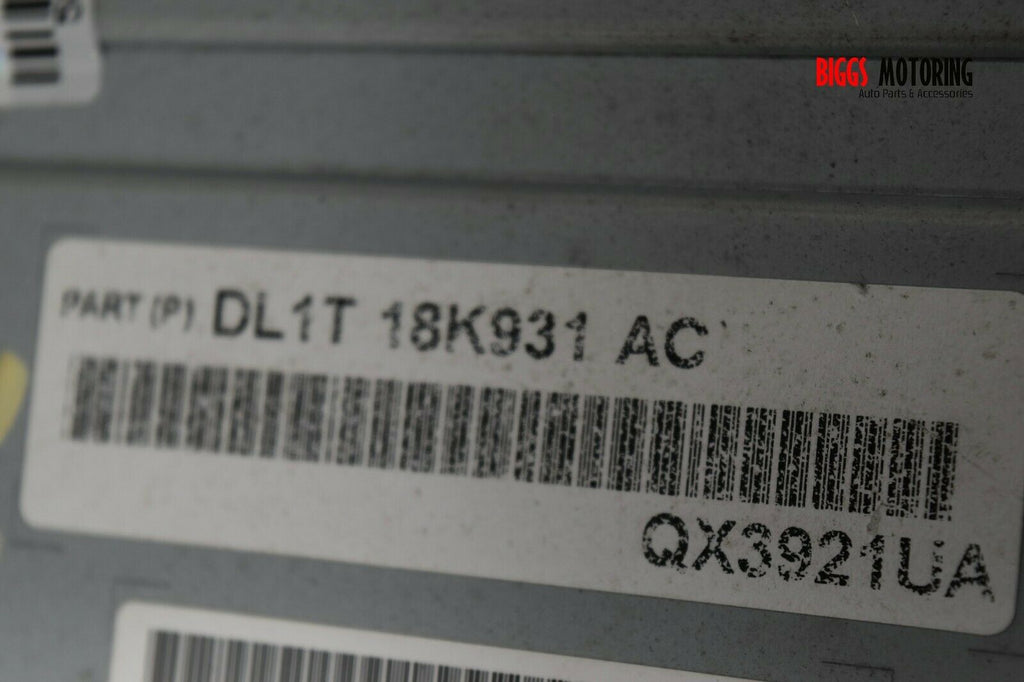 BIGGS MOTORING
Auto Parts & Accessories
PART (P) DL1T 18K931 AC
QX3921UA